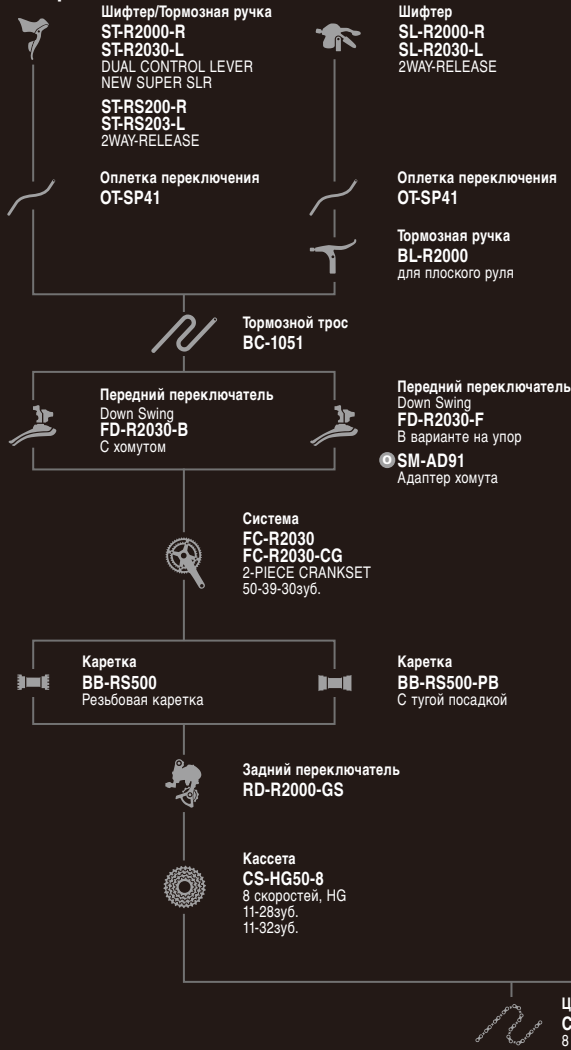 Шифтер/Тормозная ручка
ST-R2000-R
ST-R2030-L
DUAL CONTROL LEVER
NEW SUPER SLR
ST-RS200-R
ST-RS203-L
2WAY-RELEASE
Шифтер
SL-R2000-R
SL-R2030-L
2WAY-RELEASE
Оплетка переключения
OT-SP41
Оплетка переключения
OT-SP41
Тормозная ручка
BL-R2000
для плоского руля
Тормозной трос
BC-1051
Передний переключатель
Down Swing
FD-R2030-B
С хомутом
Передний переключатель
Down Swing
FD-R2030-F
В варианте на упор
O SM-AD91
Адаптер хомута
Система
FC-R2030
FC-R2030-CG
2-PIECE CRANKSET
50-39-30зуб.
Каретка
BB-RS500
Резьбовая каретка
Каретка
BB-RS500-PB
С тугой посадкой
Задний переключатель
RD-R2000-GS
Кассета
CS-HG50-8
8 скоростей, HG
11-28зуб.
11-32зуб.
8